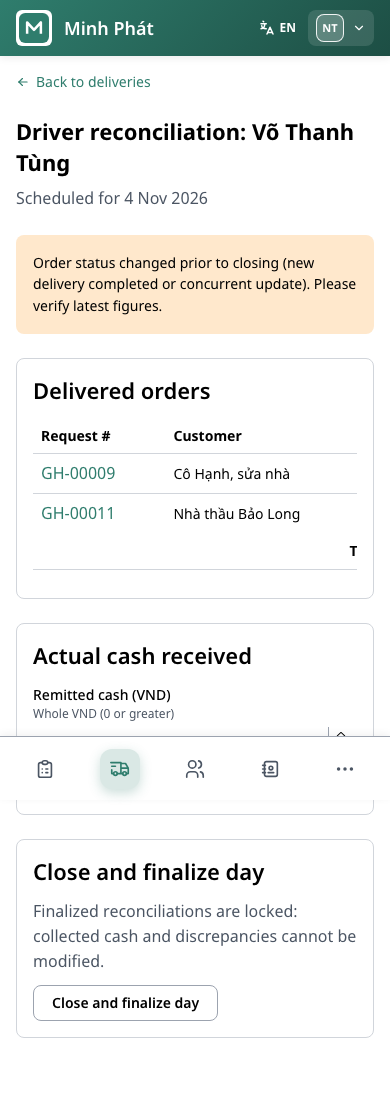 Minh Phát
EN
NT
Back to deliveries
Driver reconciliation: Võ Thanh
Tùng
Scheduled for 4 Nov 2026
Order status changed prior to closing (new
delivery completed or concurrent update). Please
verify latest figures.
Delivered orders
Request # Customer
GH-00009 Cô Hạnh, sửa nhà
GH-00011 Nhà thầu Bảo Long
T
Actual cash received
Remitted cash (VND)
Whole VND (0 or greater)
Close and finalize day
Finalized reconciliations are locked:
collected cash and discrepancies cannot be
modified.
Close and finalize day